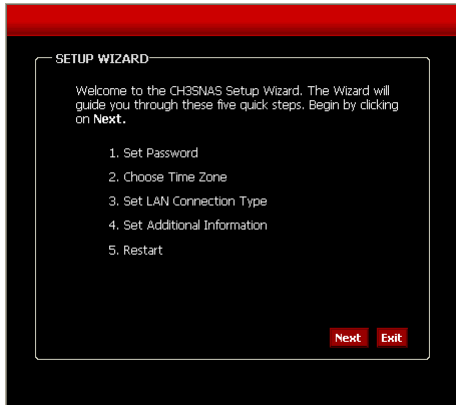 SETUP WIZARD
Welcome to the CH3SNAS Setup Wizard. The Wizard will
guide you through these five quick steps. Begin by clicking
on Next.
1. Set Password
2. Choose Time Zone
3. Set LAN Connection Type
4. Set Additional Information
5. Restart
Next Exit